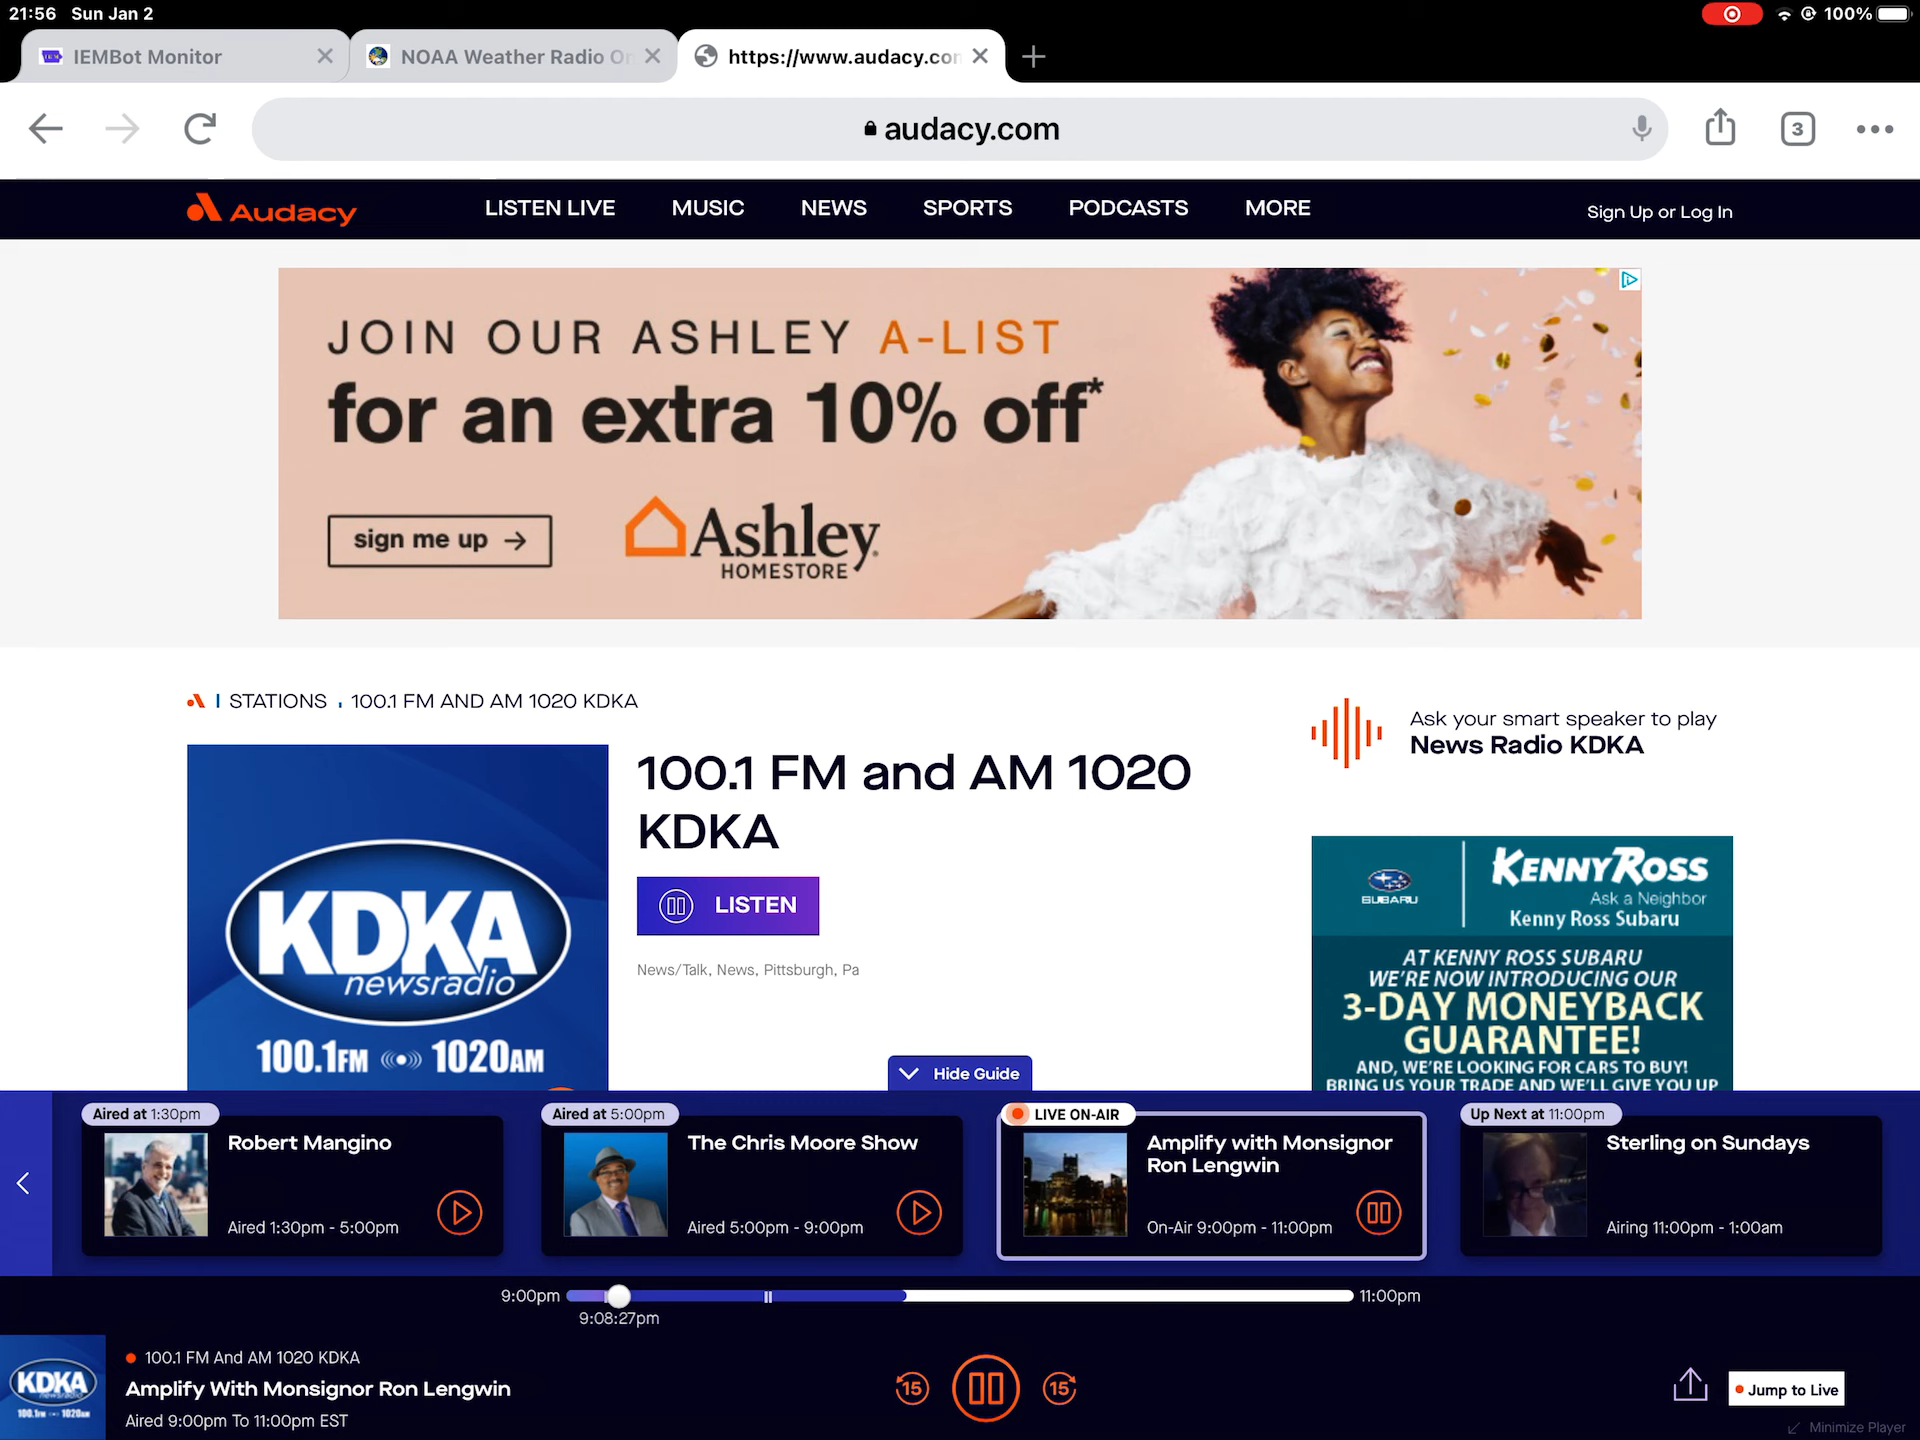 21:56 Sun Jan 2
100%
IEMBot Monitor
NOAA Weather Radio Or
https://www.audacy.con
audacy.com
3
Audacy
LISTEN LIVE
MUSIC
NEWS
SPORTS
PODCASTS
MORE
Sign Up or Log In
JOIN OUR ASHLEY A-LIST
for an extra 10% off*
sign me up →
Ashley
HOMESTORE
STATIONS
100.1 FM AND AM 1020 KDKA
Ask your smart speaker to play
News Radio KDKA
100.1 FM and AM 1020
KDKA
LISTEN
News/Talk, News, Pittsburgh, Pa
KDKA
newsradio
100.1FM 1020AM
SUBARU
KENNY ROSS
Ask a Neighbor
Kenny Ross Subaru
AT KENNY ROSS SUBARU
WE'RE NOW INTRODUCING OUR
3-DAY MONEYBACK
GUARANTEE!
AND, WE'RE LOOKING FOR CARS TO BUY!
BRING US YOUR TRADE AND WE'LL GIVE YOU UP
Hide Guide
Aired at 1:30pm
Robert Mangino
Aired 1:30pm - 5:00pm
Aired at 5:00pm
The Chris Moore Show
Aired 5:00pm - 9:00pm
LIVE ON-AIR
Amplify with Monsignor
Ron Lengwin
On-Air 9:00pm - 11:00pm
Up Next at 11:00pm
Sterling on Sundays
Airing 11:00pm - 1:00am
9:00pm
11:00pm
9:08:27pm
KDKA
100.1FM 1020AM
100.1 FM And AM 1020 KDKA
Amplify With Monsignor Ron Lengwin
Aired 9:00pm To 11:00pm EST
15
15
Jump to Live
Minimize Player